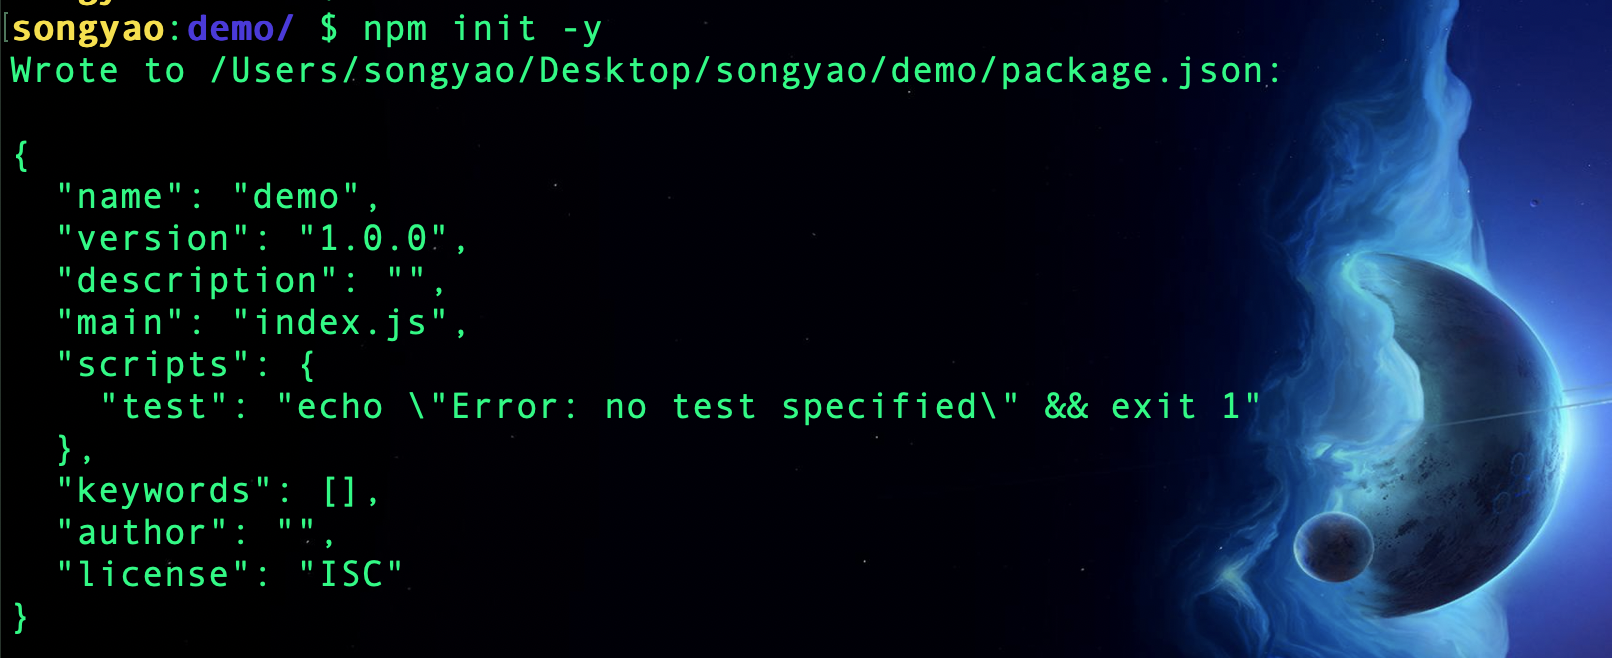 songyao:demo/ $ npm init -y
Wrote to /Users/songyao/Desktop/songyao/demo/package.json:
{
  "name": "demo",
  "version": "1.0.0",
  "description": "",
  "main": "index.js",
  "scripts": {
    "test": "echo \"Error: no test specified\" && exit 1"
  },
  "keywords": [],
  "author": "",
  "license": "ISC"
}